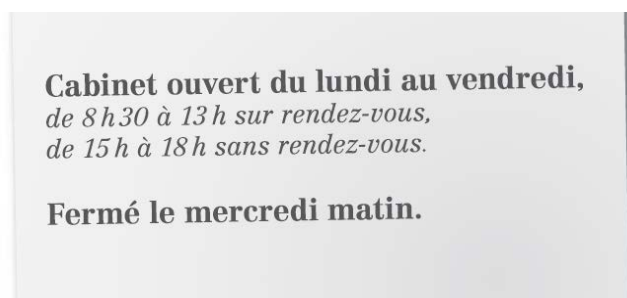 Cabinet ouvert du lundi au vendredi,
de 8 h 30 à 13 h sur rendez-vous,
de 15 h à 18 h sans rendez-vous.
Fermé le mercredi matin.